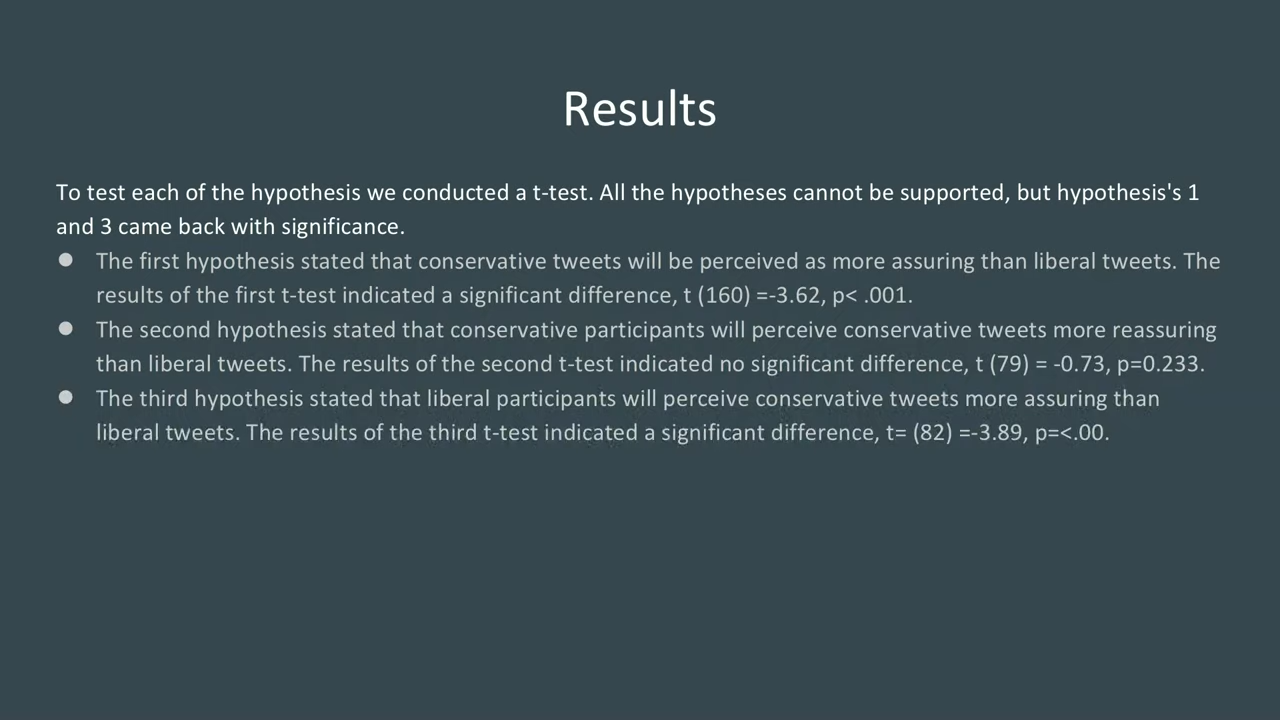 Results
To test each of the hypothesis we conducted a t-test. All the hypotheses cannot be supported, but hypothesis's 1
and 3 came back with significance.
● The first hypothesis stated that conservative tweets will be perceived as more assuring than liberal tweets. The
results of the first t-test indicated a significant difference, t (160) =-3.62, p< .001.
● The second hypothesis stated that conservative participants will perceive conservative tweets more reassuring
than liberal tweets. The results of the second t-test indicated no significant difference, t (79) = -0.73, p=0.233.
● The third hypothesis stated that liberal participants will perceive conservative tweets more assuring than
liberal tweets. The results of the third t-test indicated a significant difference, t= (82) =-3.89, p=<.00.